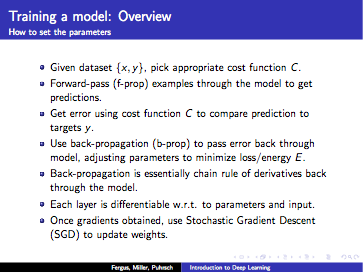 Training a model: Overview
How to set the parameters
Given dataset {x, y}, pick appropriate cost function C.
Forward-pass (f-prop) examples through the model to get
predictions.
Get error using cost function C to compare prediction to
targets y.
Use back-propagation (b-prop) to pass error back through
model, adjusting parameters to minimize loss/energy E.
Back-propagation is essentially chain rule of derivatives back
through the model.
Each layer is differentiable w.r.t. to parameters and input.
Once gradients obtained, use Stochastic Gradient Descent
(SGD) to update weights.
Fergus, Miller, Puhrsch Introduction to Deep Learning